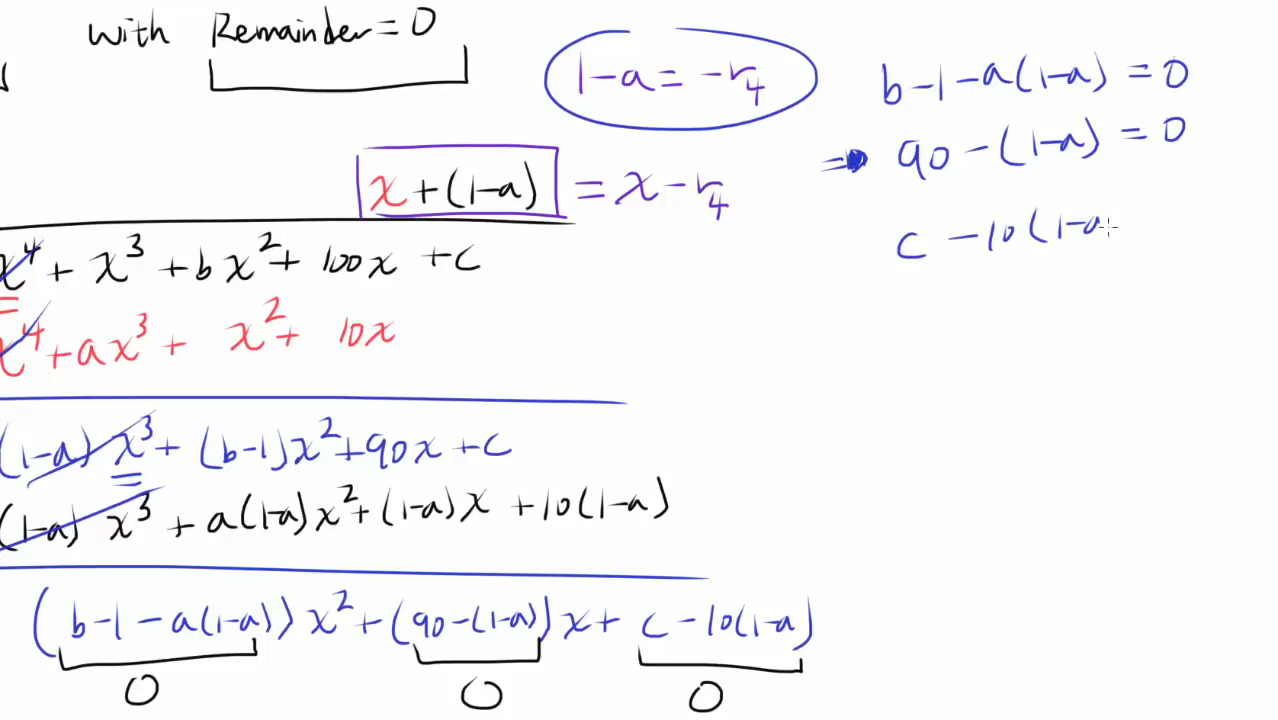 with Remainder = 0
1-a = -r₄
b-1-a(1-a) = 0
⇒ 90 - (1-a) = 0
x + (1-a) = x - r₄
c - 10(1-a
x⁴ + x³ + bx² + 100x + c
=
x⁴ + ax³ + x² + 10x
(1-a) x³ + (b-1)x² + 90x + c
=
(1-a) x³ + a(1-a)x² + (1-a)x + 10(1-a)
(b-1-a(1-a))x² + (90-(1-a))x + c-10(1-a)
0 0 0